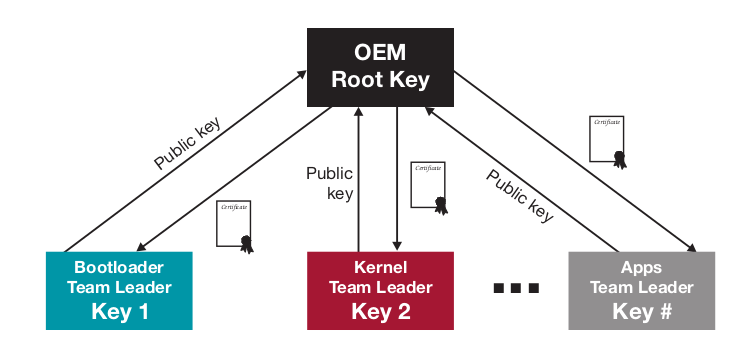 OEM
Root Key
Public key
Certificate
Public
key
Certificate
Public key
Certificate
Bootloader
Team Leader
Key 1
Kernel
Team Leader
Key 2
Apps
Team Leader
Key #